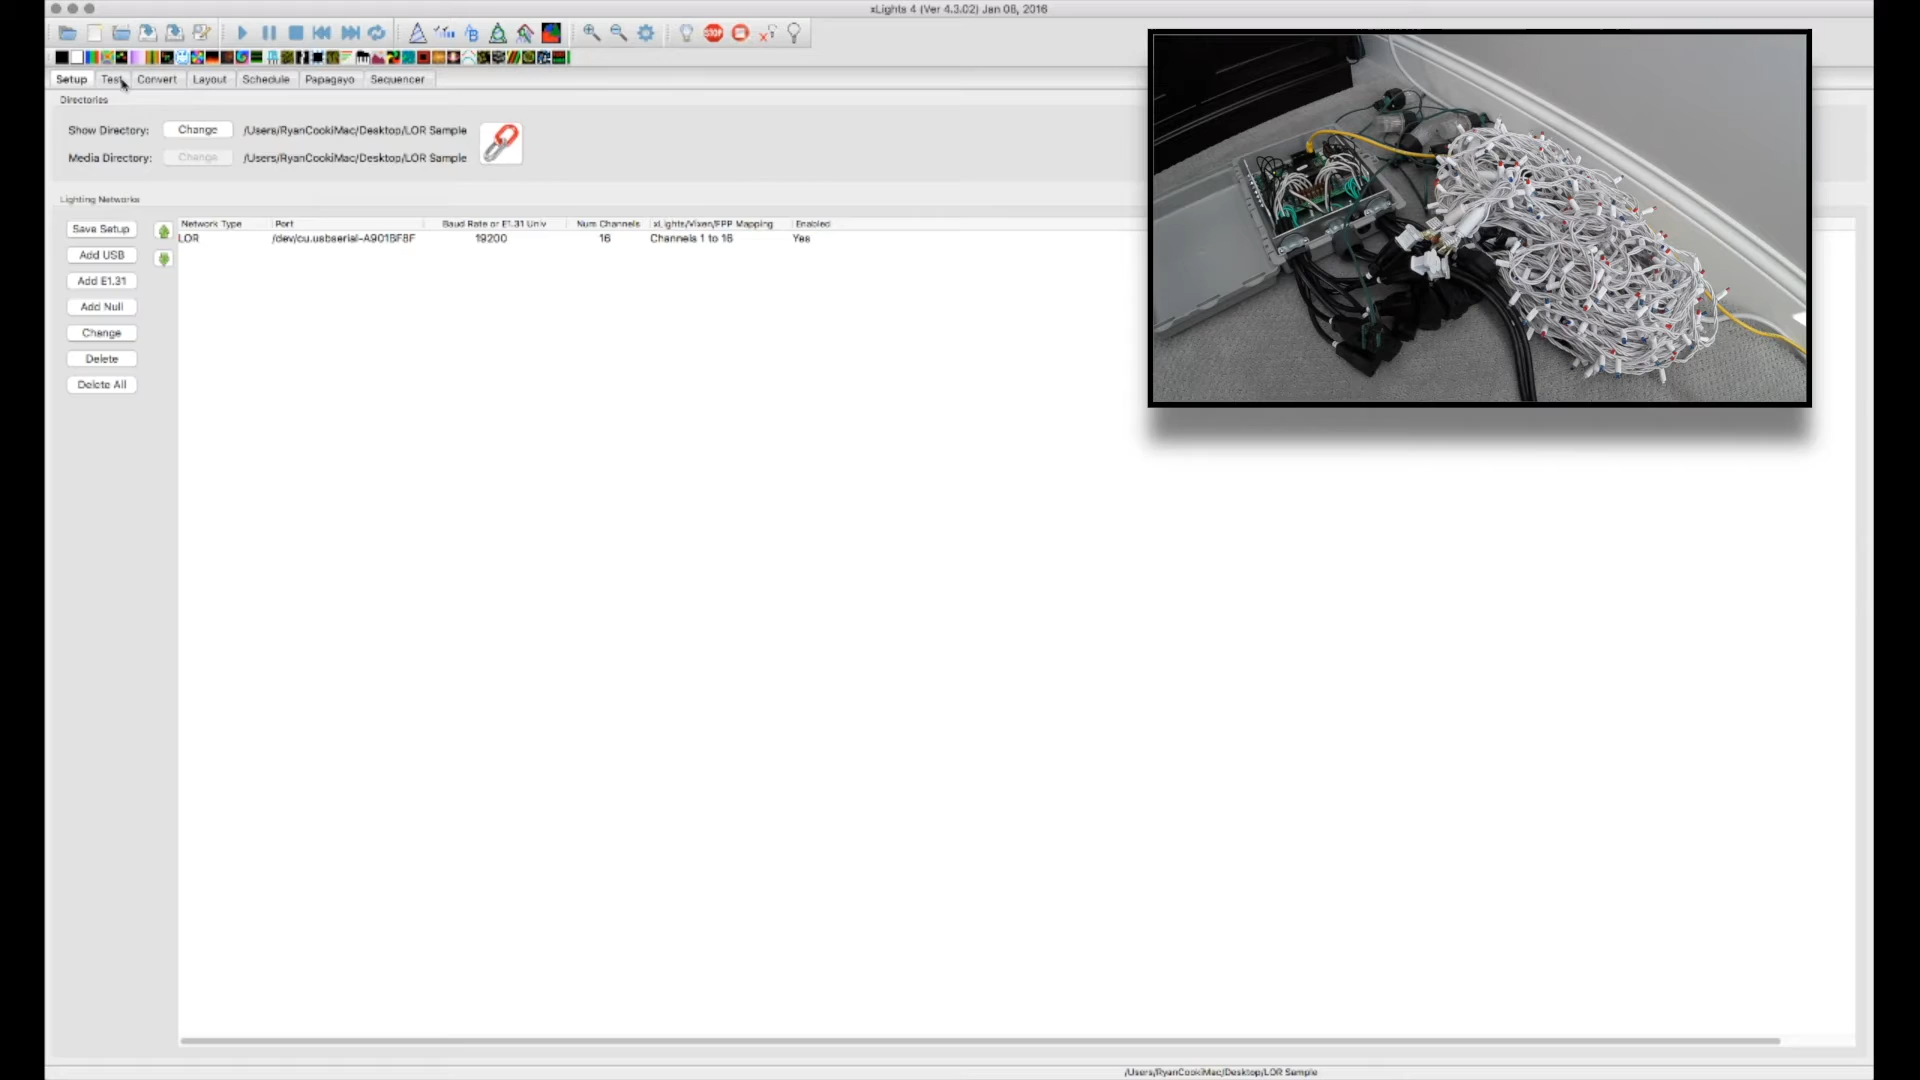 xLights 4 (Ver 4.3.02) Jan 08, 2016
STOP
Setup Test Convert Layout Schedule Papagayo Sequencer
Directories
Show Directory: Change /Users/RyanCookiMac/Desktop/LOR Sample
Media Directory: Change /Users/RyanCookiMac/Desktop/LOR Sample
Lighting Networks
Save Setup
Add USB
Add E1.31
Add Null
Change
Delete
Delete All
Network Type Port Baud Rate or E1.31 Univ Num Channels xLights/Vixen/FPP Mapping Enabled
LOR /dev/cu.usbserial-A901BF8F 19200 16 Channels 1 to 16 Yes
/Users/RyanCookiMac/Desktop/LOR Sample